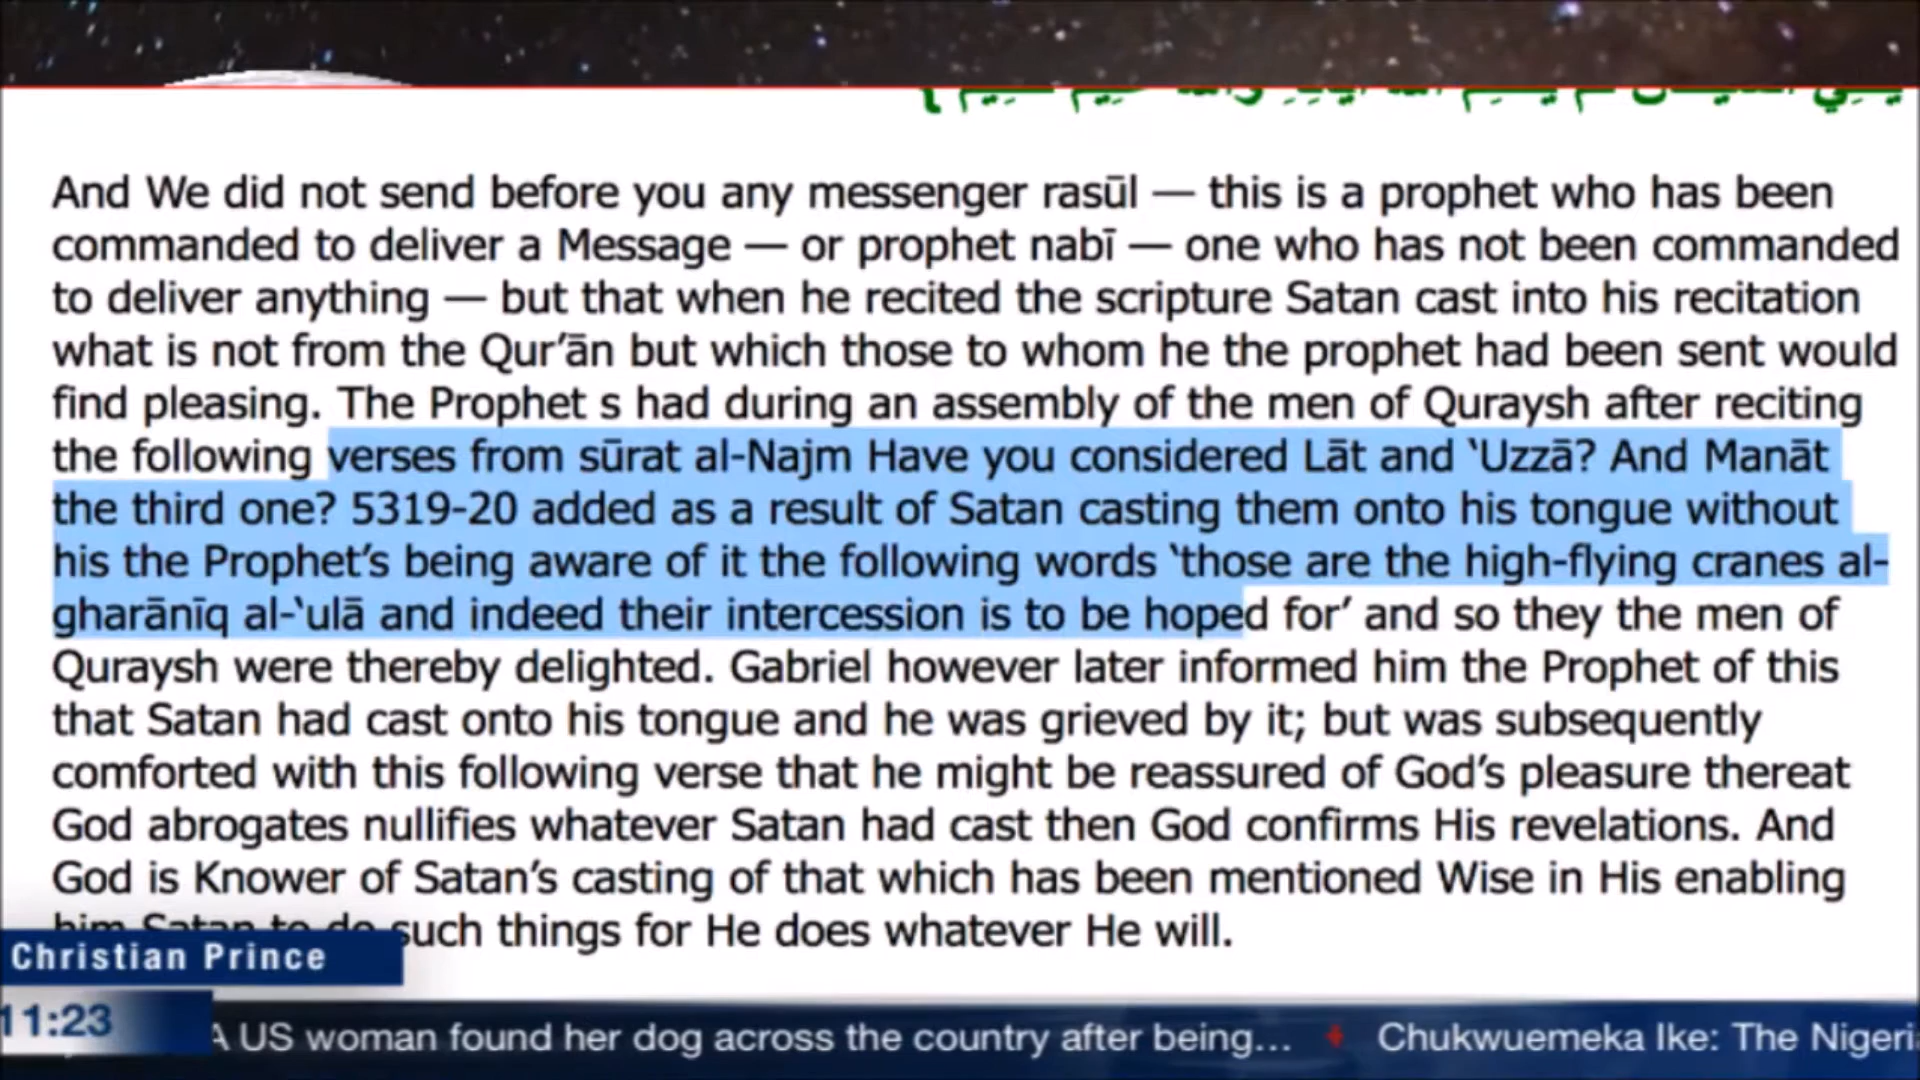 And We did not send before you any messenger rasūl — this is a prophet who has been
commanded to deliver a Message — or prophet nabī — one who has not been commanded
to deliver anything — but that when he recited the scripture Satan cast into his recitation
what is not from the Qur’ān but which those to whom he the prophet had been sent would
find pleasing. The Prophet s had during an assembly of the men of Quraysh after reciting
the following verses from sūrat al-Najm Have you considered Lāt and ‘Uzzā? And Manāt
the third one? 5319-20 added as a result of Satan casting them onto his tongue without
his the Prophet’s being aware of it the following words ‘those are the high-flying cranes al-
gharānīq al-‘ulā and indeed their intercession is to be hoped for’ and so they the men of
Quraysh were thereby delighted. Gabriel however later informed him the Prophet of this
that Satan had cast onto his tongue and he was grieved by it; but was subsequently
comforted with this following verse that he might be reassured of God’s pleasure thereat
God abrogates nullifies whatever Satan had cast then God confirms His revelations. And
God is Knower of Satan’s casting of that which has been mentioned Wise in His enabling
him Satan to do such things for He does whatever He will.
Christian Prince
11:23
A US woman found her dog across the country after being... Chukwuemeka Ike: The Nigeri